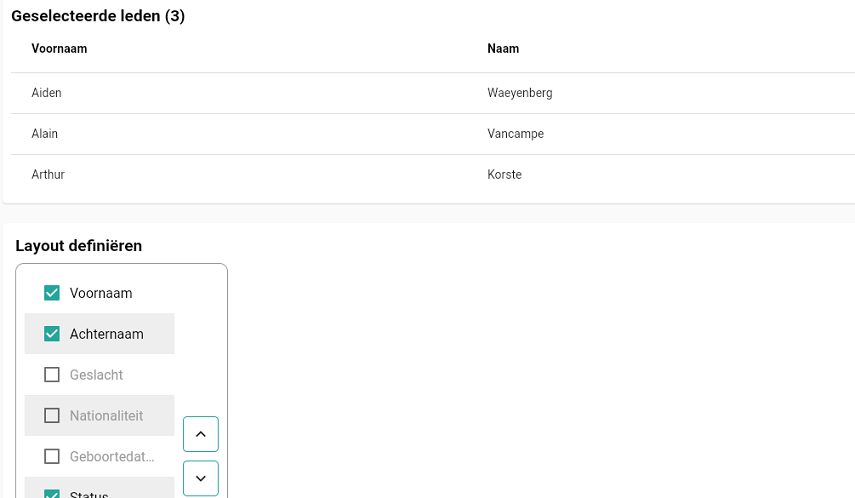 Geselecteerde leden (3)
Voornaam Naam
Aiden Waeyenberg
Alain Vancampe
Arthur Korste
Layout definiëren
Voornaam
Achternaam
Geslacht
Nationaliteit
Geboortedat...
Status